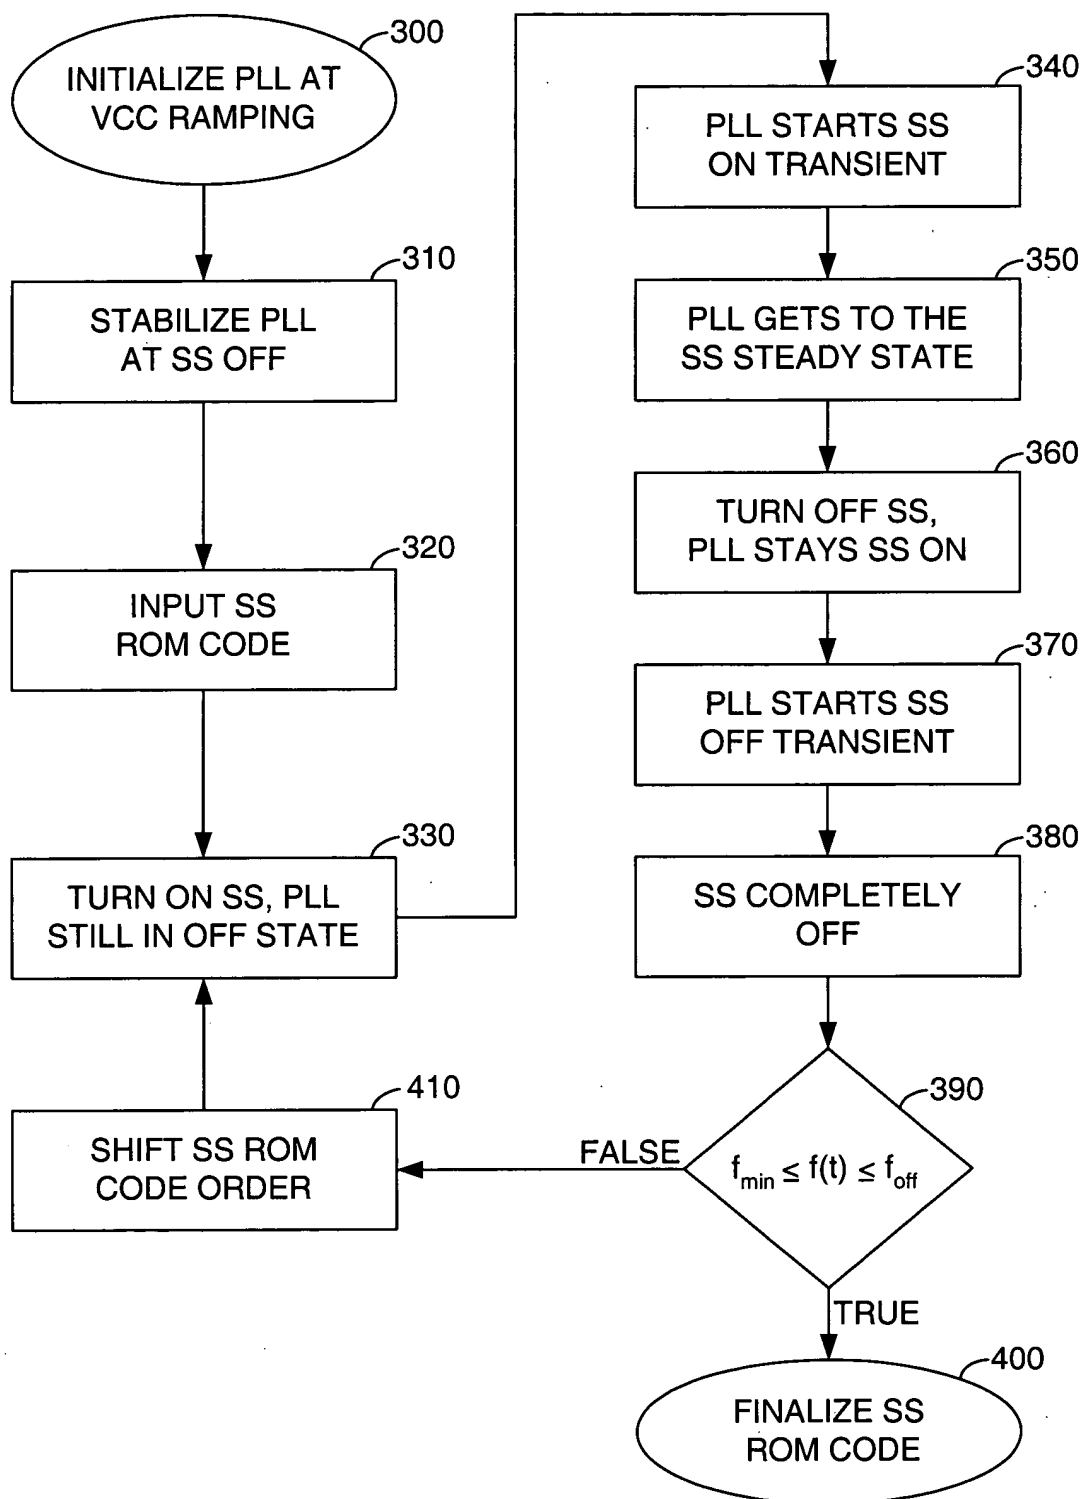 300
INITIALIZE PLL AT
VCC RAMPING
310
STABILIZE PLL
AT SS OFF
320
INPUT SS
ROM CODE
330
TURN ON SS, PLL
STILL IN OFF STATE
340
PLL STARTS SS
ON TRANSIENT
350
PLL GETS TO THE
SS STEADY STATE
360
TURN OFF SS,
PLL STAYS SS ON
370
PLL STARTS SS
OFF TRANSIENT
380
SS COMPLETELY
OFF
390
f_min ≤ f(t) ≤ f_off
FALSE
410
SHIFT SS ROM
CODE ORDER
TRUE
400
FINALIZE SS
ROM CODE